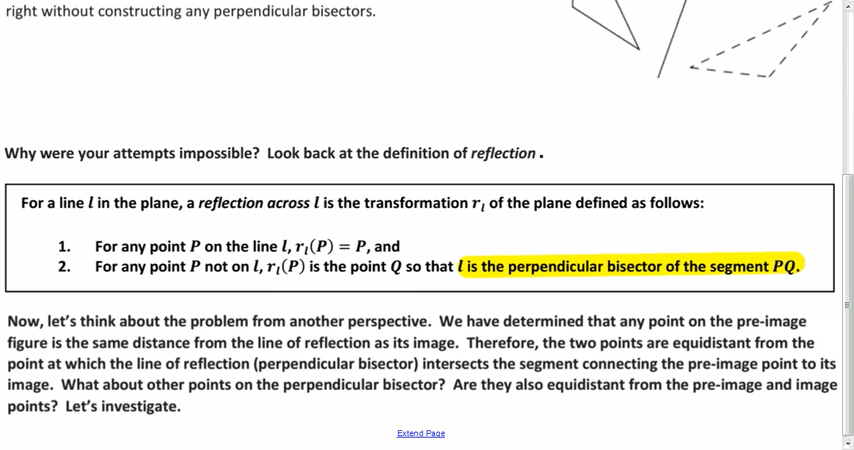 right without constructing any perpendicular bisectors.
Why were your attempts impossible? Look back at the definition of reflection .
For a line l in the plane, a reflection across l is the transformation rₗ of the plane defined as follows:
1. For any point P on the line l, rₗ(P) = P, and
2. For any point P not on l, rₗ(P) is the point Q so that l is the perpendicular bisector of the segment PQ.
Now, let’s think about the problem from another perspective. We have determined that any point on the pre-image
figure is the same distance from the line of reflection as its image. Therefore, the two points are equidistant from the
point at which the line of reflection (perpendicular bisector) intersects the segment connecting the pre-image point to its
image. What about other points on the perpendicular bisector? Are they also equidistant from the pre-image and image
points? Let’s investigate.
Extend Page